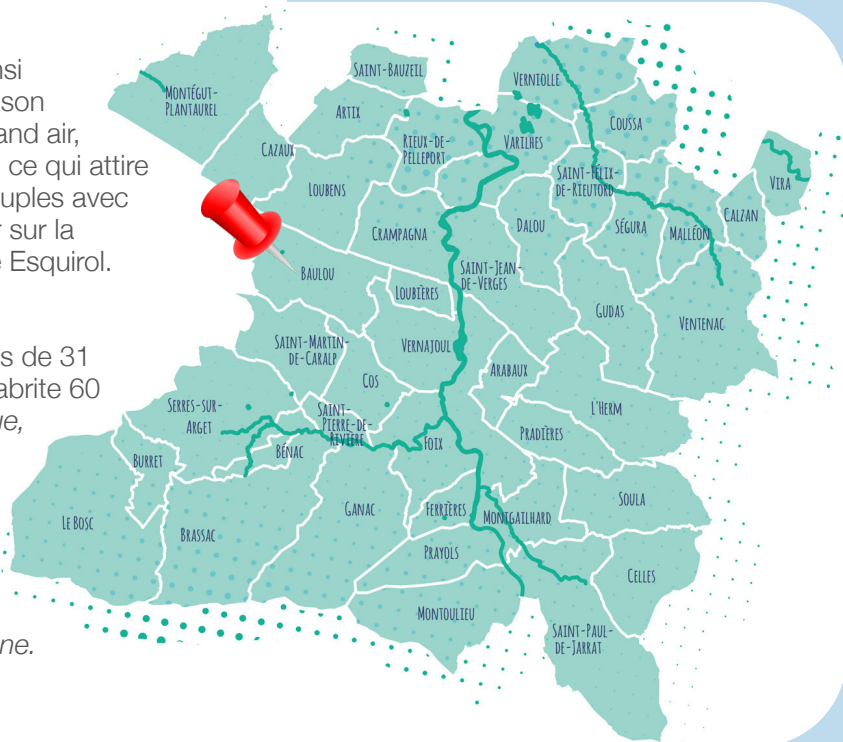 nsi
son
and air,
ce qui attire
uples avec
r sur la
e Esquirol.
s de 31
abrite 60
ue,
ne.
Montégut-
Plantaurel
Saint-Bauzeil
Verniolle
Artix
Coussa
Cazaux
Rieux-de-
Pelleport
Varilhes
Loubens
Saint-Félix-
de-Rieutord
Vira
Calzan
Crampagna
Dalou
Ségura
Malléon
Baulou
Saint-Jean-
de-Verges
Loubières
Gudas
Ventenac
Saint-Martin-
de-Caralp
Vernajoul
Arabaux
Cos
Serres-sur-
Arget
Saint-
Pierre-de-
Rivière
L'Herm
Pradières
Foix
Burret
Bénac
Le Bosc
Brassac
Ganac
Ferrières
Montgailhard
Soula
Prayols
Celles
Montoulieu
Saint-Paul-
de-Jarrat